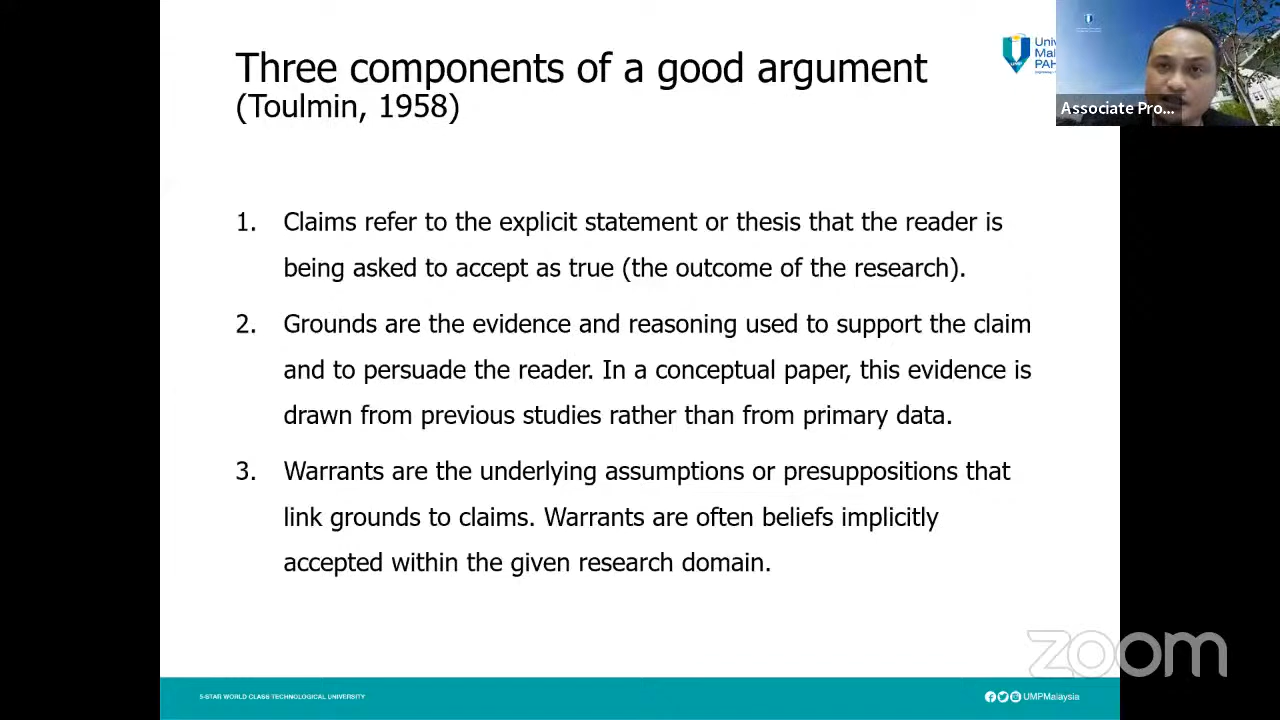 Three components of a good argument
(Toulmin, 1958)
UMP
Associate Pro...
1. Claims refer to the explicit statement or thesis that the reader is
being asked to accept as true (the outcome of the research).
2. Grounds are the evidence and reasoning used to support the claim
and to persuade the reader. In a conceptual paper, this evidence is
drawn from previous studies rather than from primary data.
3. Warrants are the underlying assumptions or presuppositions that
link grounds to claims. Warrants are often beliefs implicitly
accepted within the given research domain.
zoom
5-STAR WORLD CLASS TECHNOLOGICAL UNIVERSITY
UMPMalaysia